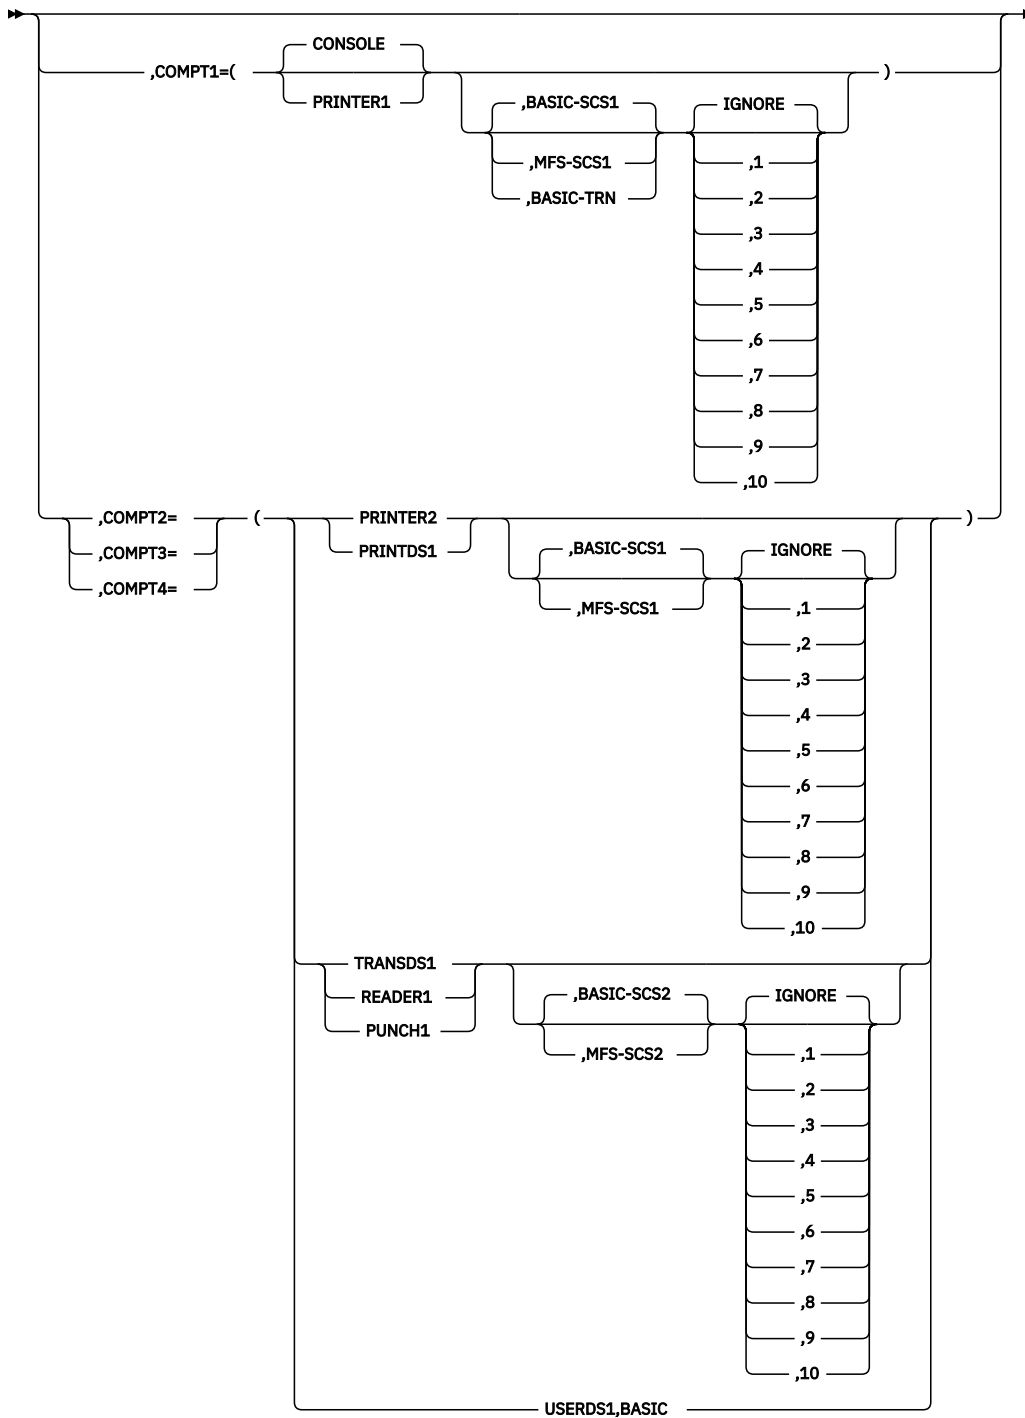 CONSOLE
,COMPT1=( )
PRINTER1
,BASIC-SCS1 IGNORE
,MFS-SCS1 ,1
,BASIC-TRN ,2
,3
,4
,5
,6
,7
,8
,9
,10
,COMPT2= ( PRINTER2 )
,COMPT3= PRINTDS1
,BASIC-SCS1 IGNORE
,COMPT4=
,MFS-SCS1 ,1
,2
,3
,4
,5
,6
,7
,8
,9
,10
TRANSDS1
READER1
,BASIC-SCS2 IGNORE
PUNCH1
,MFS-SCS2 ,1
,2
,3
,4
,5
,6
,7
,8
,9
,10
USERDS1,BASIC